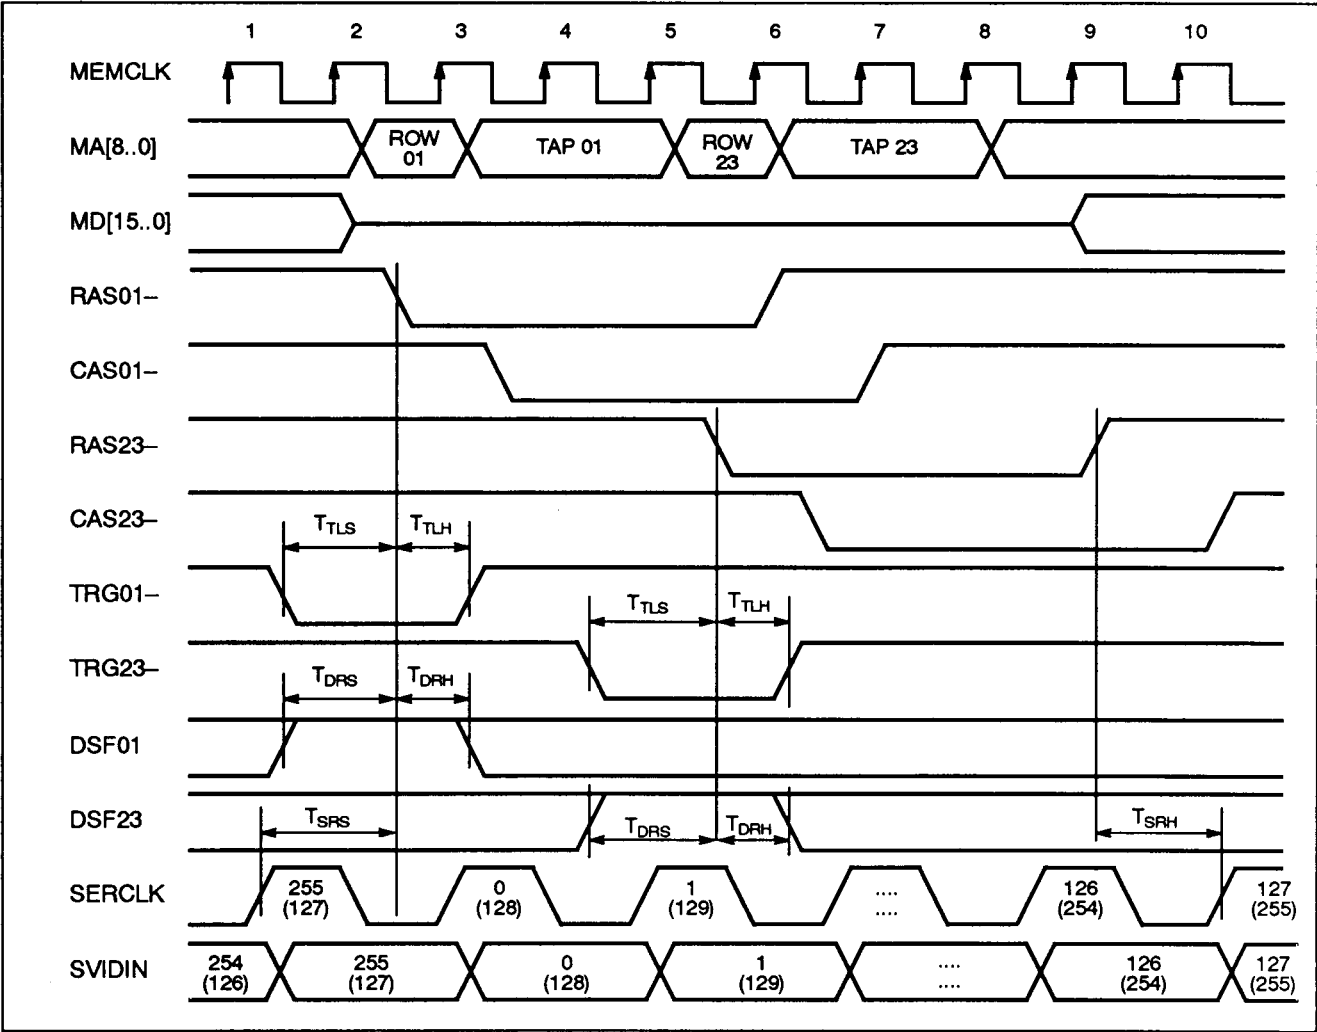 1 2 3 4 5 6 7 8 9 10
MEMCLK
MA[8..0] ROW 01 TAP 01 ROW 23 TAP 23
MD[15..0]
RAS01–
CAS01–
RAS23–
CAS23–
TTLS TTLH
TRG01–
TTLS TTLH
TRG23–
TDRS TDRH
DSF01
DSF23
TSRS TDRS TDRH TSRH
SERCLK
255 0 1 .... 126 127
(127) (128) (129) .... (254) (255)
SVIDIN
254 255 0 1 .... 126 127
(126) (127) (128) (129) .... (254) (255)